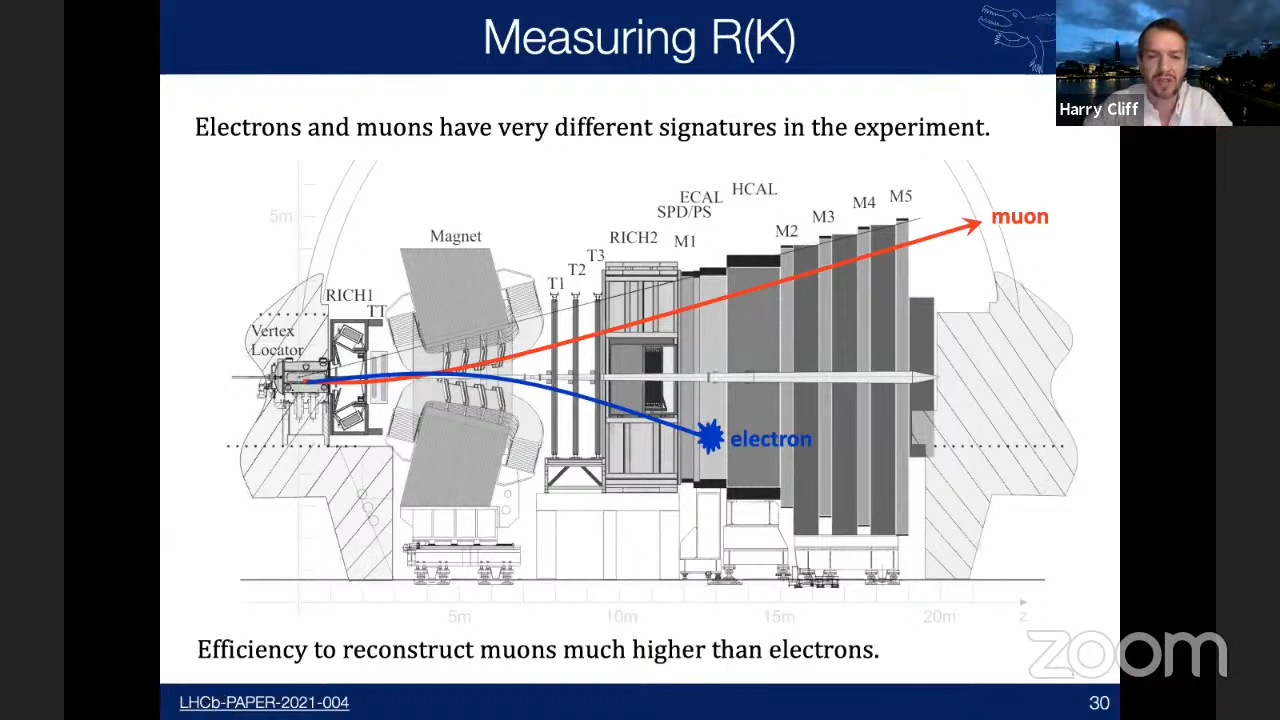 Measuring R(K)
Harry Cliff
Electrons and muons have very different signatures in the experiment.
5m
Magnet
RICH1
TT
Vertex
Locator
T1
T2
T3
RICH2
SPD/PS
M1
ECAL
HCAL
M2
M3
M4
M5
muon
electron
5m
10m
15m
20m
z
Efficiency to reconstruct muons much higher than electrons.
zoom
LHCb-PAPER-2021-004
30